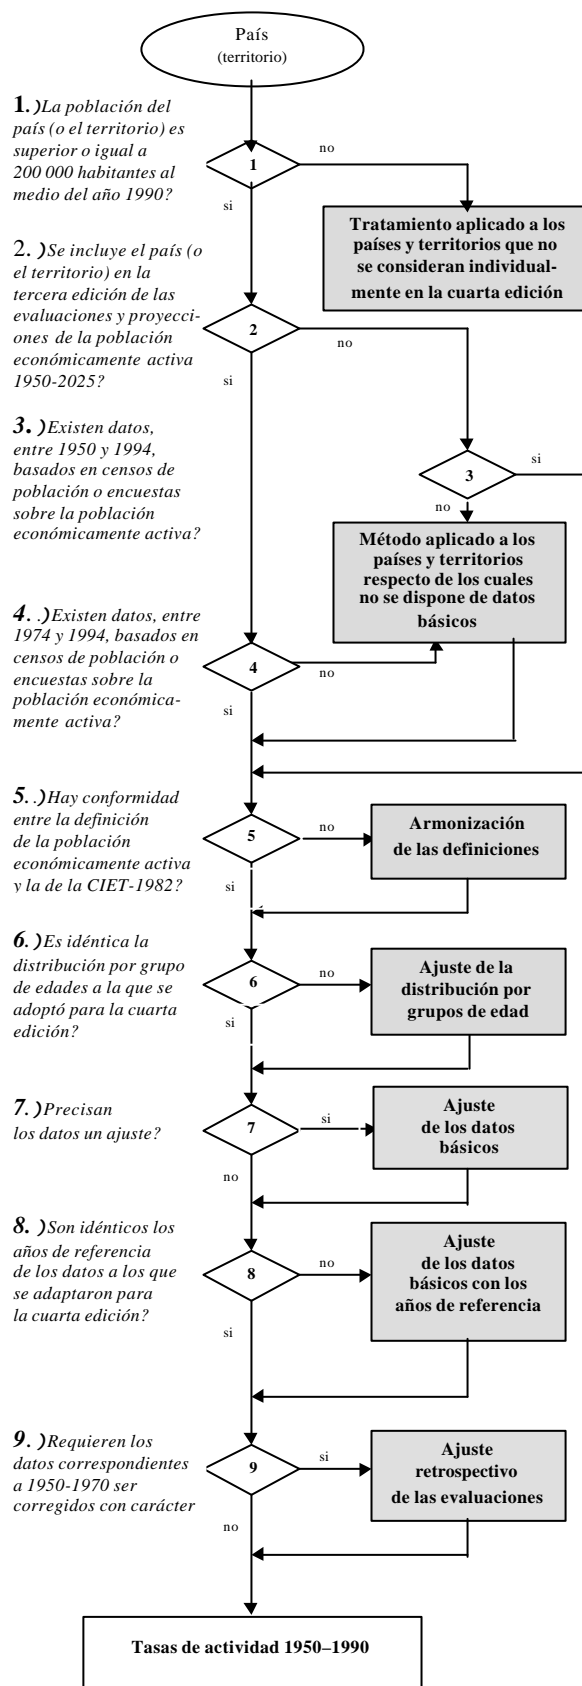 País
(territorio)
1. )La población del
país (o el territorio) es
superior o igual a
200 000 habitantes al
medio del año 1990?
1
no
si
Tratamiento aplicado a los
países y territorios que no
se consideran individual-
mente en la cuarta edición
2. )Se incluye el país (o
el territorio) en la
tercera edición de las
evaluaciones y proyecci-
ones de la población
económicamente activa
1950-2025?
2
no
si
3. )Existen datos,
entre 1950 y 1994,
basados en censos de
población o encuestas
sobre la población
económicamente activa?
3
si
no
Método aplicado a los
países y territorios
respecto de los cuales
no se dispone de datos
básicos
4. .)Existen datos, entre
1974 y 1994, basados en
censos de población o
encuestas sobre la
población económica-
mente activa?
4
no
si
5. .)Hay conformidad
entre la definición
de la población
económicamente activa
y la de la CIET-1982?
5
no
si
Armonización
de las definiciones
6. )Es idéntica la
distribución por grupo
de edades a la que se
adoptó para la cuarta
edición?
6
no
si
Ajuste de la
distribución por
grupos de edad
7. )Precisan
los datos un ajuste?
7
si
no
Ajuste
de los datos
básicos
8. )Son idénticos los
años de referencia
de los datos a los que
se adaptaron para
la cuarta edición?
8
no
si
Ajuste
de los datos
básicos con los
años de referencia
9. )Requieren los
datos correspondientes
a 1950-1970 ser
corregidos con carácter
9
si
no
Ajuste
retrospectivo
de las evaluaciones
Tasas de actividad 1950–1990